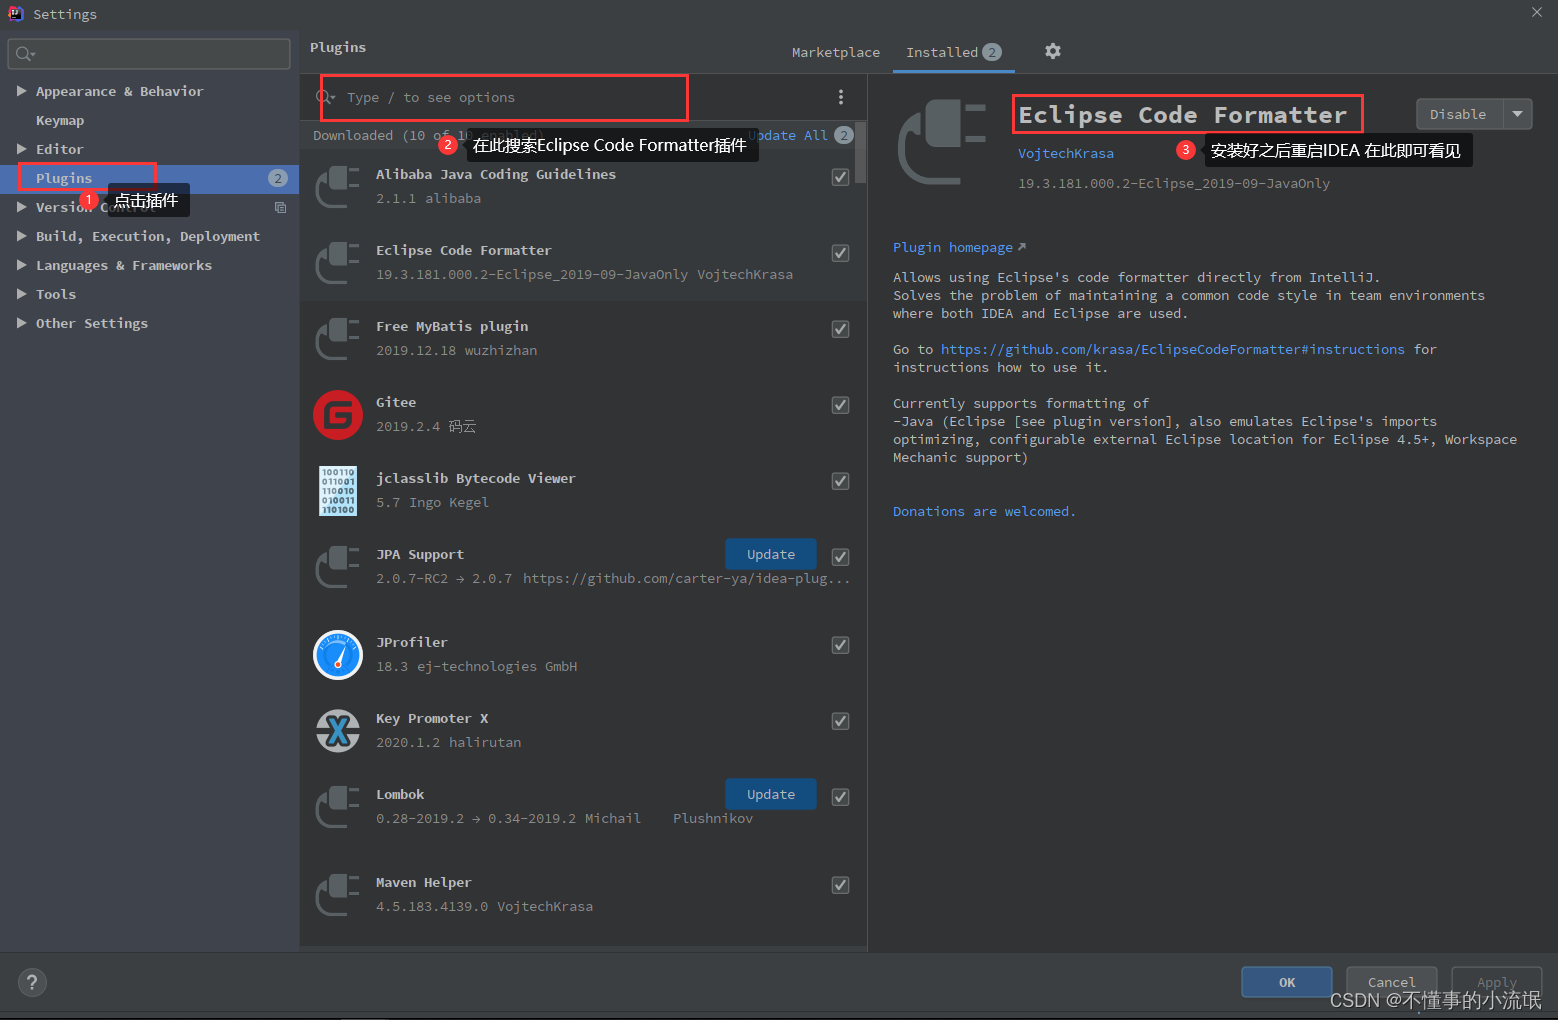 Settings
Plugins
Marketplace
Installed 2
Appearance & Behavior
Keymap
Editor
Plugins 2
1 点击插件
Version Control
Build, Execution, Deployment
Languages & Frameworks
Tools
Other Settings
Type / to see options
Downloaded (10 of 10 enabled)
Update All 2
2 在此搜索Eclipse Code Formatter插件
Alibaba Java Coding Guidelines
2.1.1 alibaba
Eclipse Code Formatter
19.3.181.000.2-Eclipse_2019-09-JavaOnly VojtechKrasa
Free MyBatis plugin
2019.12.18 wuzhizhan
Gitee
2019.2.4 码云
100110
011001
110010
010011
110100
jclasslib Bytecode Viewer
5.7 Ingo Kegel
JPA Support
Update
2.0.7-RC2 → 2.0.7 https://github.com/carter-ya/idea-plug...
JProfiler
18.3 ej-technologies GmbH
Key Promoter X
2020.1.2 halirutan
Lombok
Update
0.28-2019.2 → 0.34-2019.2 Michail Plushnikov
Maven Helper
4.5.183.4139.0 VojtechKrasa
Eclipse Code Formatter
Disable
VojtechKrasa
3 安装好之后重启IDEA 在此即可看见
19.3.181.000.2-Eclipse_2019-09-JavaOnly
Plugin homepage
Allows using Eclipse's code formatter directly from IntelliJ.
Solves the problem of maintaining a common code style in team environments
where both IDEA and Eclipse are used.
Go to https://github.com/krasa/EclipseCodeFormatter#instructions for
instructions how to use it.
Currently supports formatting of
-Java (Eclipse [see plugin version], also emulates Eclipse's imports
optimizing, configurable external Eclipse location for Eclipse 4.5+, Workspace
Mechanic support)
Donations are welcomed.
?
OK
Cancel
Apply
CSDN @不懂事的小流氓